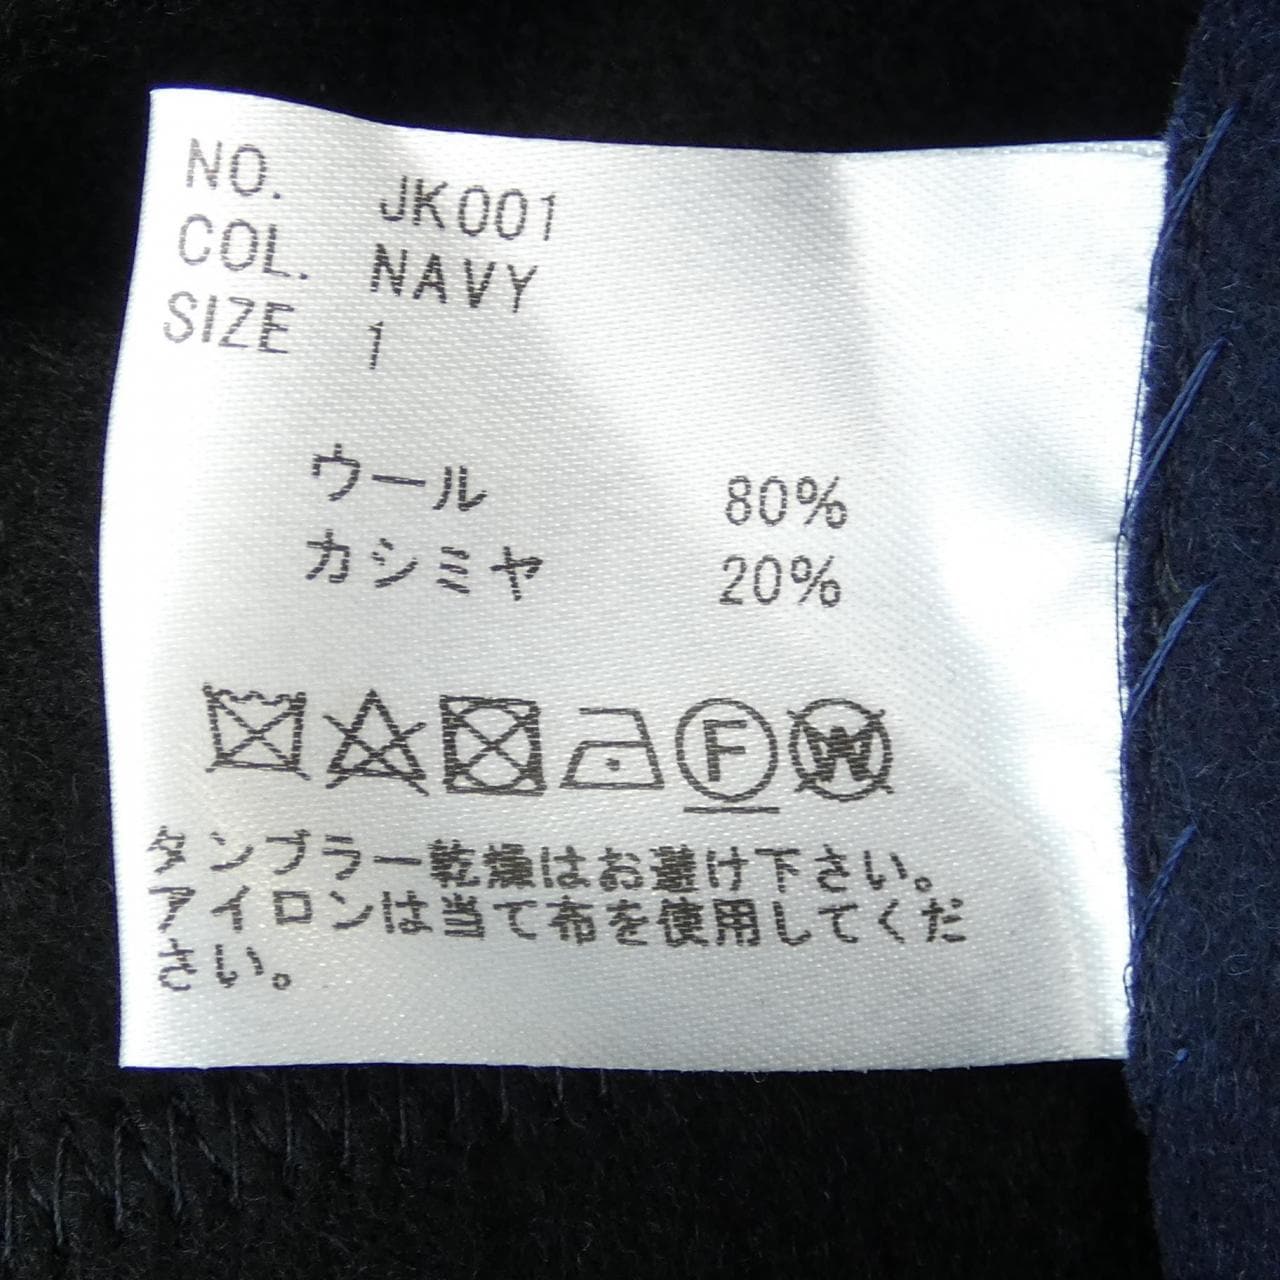 NO. JK001
COL. NAVY
SIZE 1
ウール 80%
カシミヤ 20%
F W
タンブラー乾燥はお避け下さい。
アイロンは当て布を使用してくだ
さい。